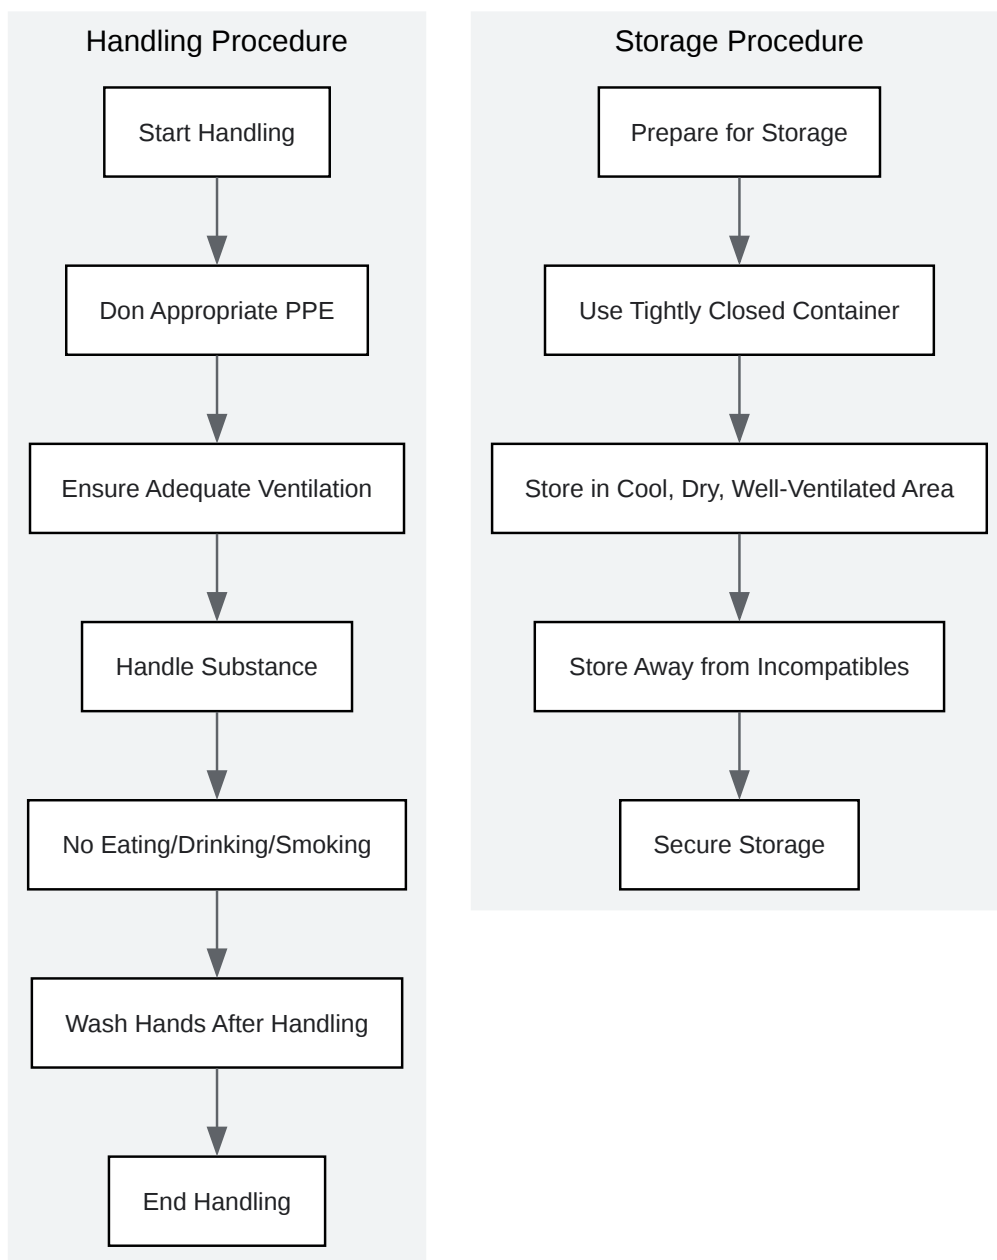 Handling Procedure
Start Handling
Don Appropriate PPE
Ensure Adequate Ventilation
Handle Substance
No Eating/Drinking/Smoking
Wash Hands After Handling
End Handling
Storage Procedure
Prepare for Storage
Use Tightly Closed Container
Store in Cool, Dry, Well-Ventilated Area
Store Away from Incompatibles
Secure Storage